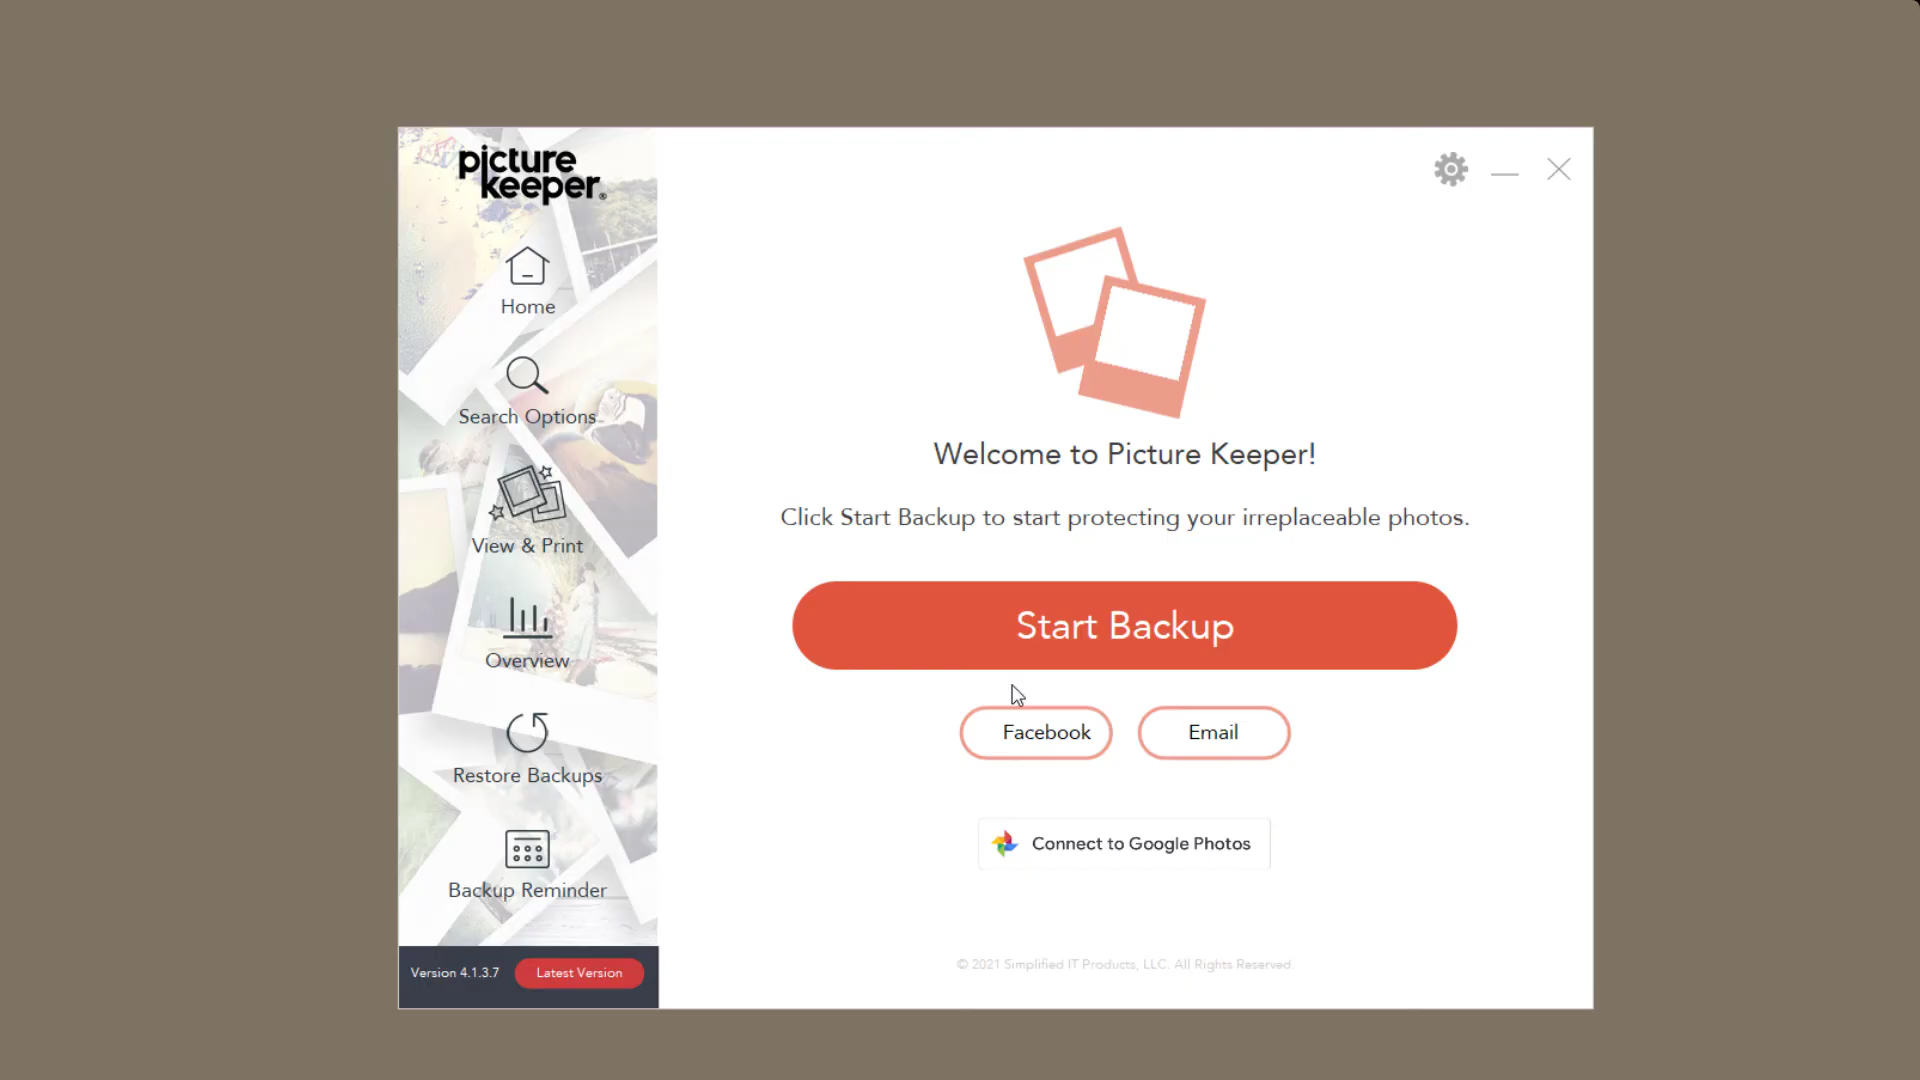 picture
keeper®
Home
Search Options
View & Print
Overview
Restore Backups
Backup Reminder
Version 4.1.3.7
Latest Version
Welcome to Picture Keeper!
Click Start Backup to start protecting your irreplaceable photos.
Start Backup
Facebook
Email
Connect to Google Photos
© 2021 Simplified IT Products, LLC. All Rights Reserved.